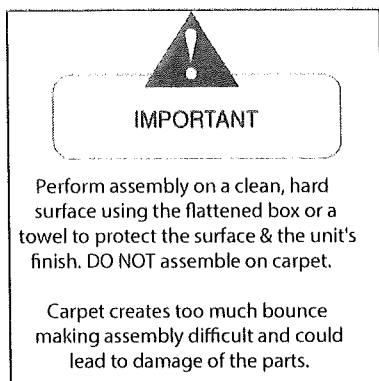 !
IMPORTANT
Perform assembly on a clean, hard
surface using the flattened box or a
towel to protect the surface & the unit's
finish. DO NOT assemble on carpet.
Carpet creates too much bounce
making assembly difficult and could
lead to damage of the parts.